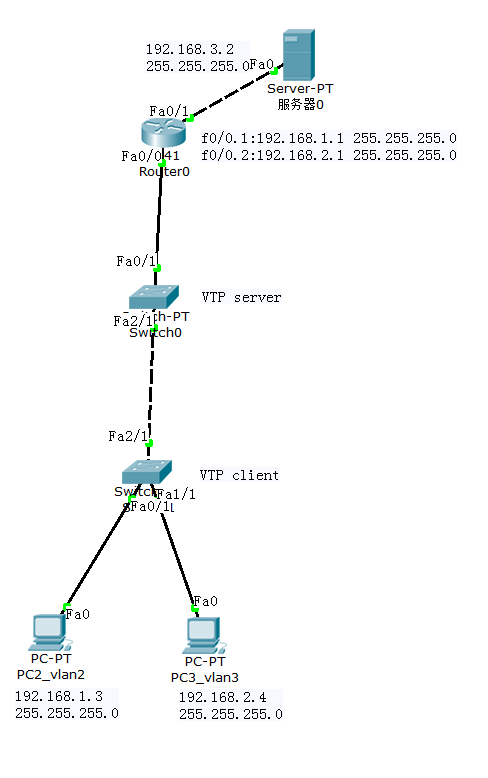 192.168.3.2
255.255.255.0
Fa0
Server-PT
服务器0
Fa0/1
f0/0.1:192.168.1.1 255.255.255.0
Fa0/0
41
f0/0.2:192.168.2.1 255.255.255.0
Router0
Fa0/1
VTP server
Fa2/1
-PT
Switch0
Fa2/1
VTP client
Switch
Fa1/1
Fa0/1
Fa0
Fa0
PC-PT
PC2_vlan2
PC-PT
PC3_vlan3
192.168.1.3
255.255.255.0
192.168.2.4
255.255.255.0